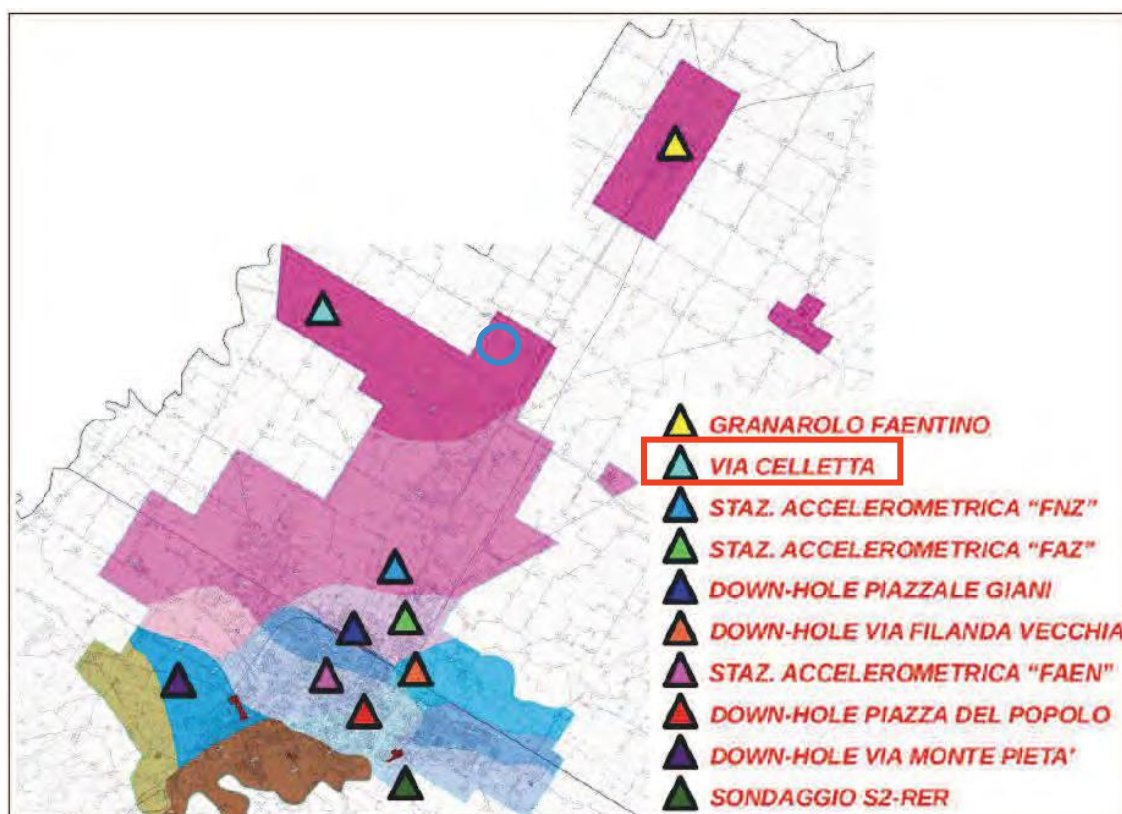 GRANAROLO FAENTINO
VIA CELLETTA
STAZ. ACCELEROMETRICA "FNZ"
STAZ. ACCELEROMETRICA "FAZ"
DOWN-HOLE PIAZZALE GIANI
DOWN-HOLE VIA FILANDA VECCHIA
STAZ. ACCELEROMETRICA "FAEN"
DOWN-HOLE PIAZZA DEL POPOLO
DOWN-HOLE VIA MONTE PIETA'
SONDAGGIO S2-RER